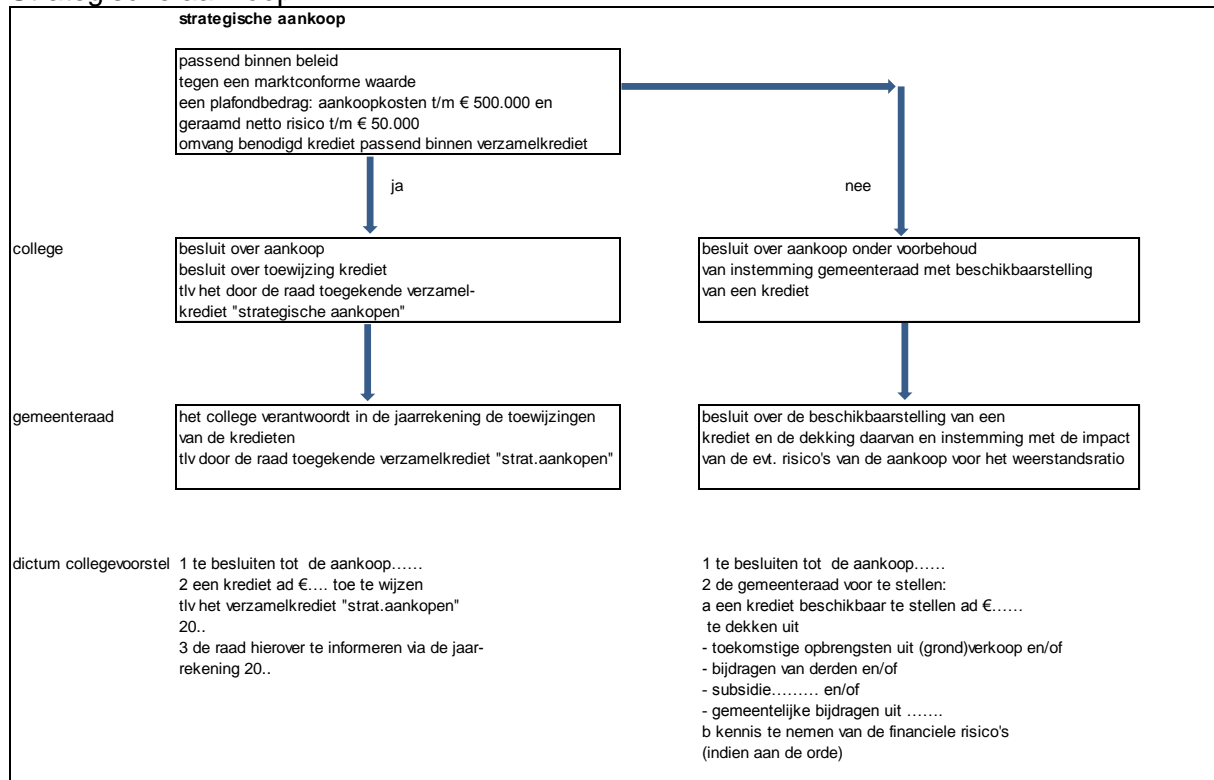 strategische aankoop
passend binnen beleid
tegen een marktconforme waarde
een plafondbedrag: aankoopkosten t/m € 500.000 en
geraamd netto risico t/m € 50.000
omvang benodigd krediet passend binnen verzamelkrediet
ja
nee
college
besluit over aankoop
besluit over toewijzing krediet
tlv het door de raad toegekende verzamel-
krediet "strategische aankopen"
besluit over aankoop onder voorbehoud
van instemming gemeenteraad met beschikbaarstelling
van een krediet
gemeenteraad
het college verantwoordt in de jaarrekening de toewijzingen
van de kredieten
tlv door de raad toegekende verzamelkrediet "strat.aankopen"
besluit over de beschikbaarstelling van een
krediet en de dekking daarvan en instemming met de impact
van de evt. risico's van de aankoop voor het weerstandsratio
dictum collegevoorstel
1 te besluiten tot de aankoop……
2 een krediet ad €…. toe te wijzen
tlv het verzamelkrediet "strat.aankopen"
20..
3 de raad hierover te informeren via de jaar-
rekening 20..
1 te besluiten tot de aankoop……
2 de gemeenteraad voor te stellen:
a een krediet beschikbaar te stellen ad €……
te dekken uit
- toekomstige opbrengsten uit (grond)verkoop en/of
- bijdragen van derden en/of
- subsidie……… en/of
- gemeentelijke bijdragen uit …….
b kennis te nemen van de financiele risico's
(indien aan de orde)